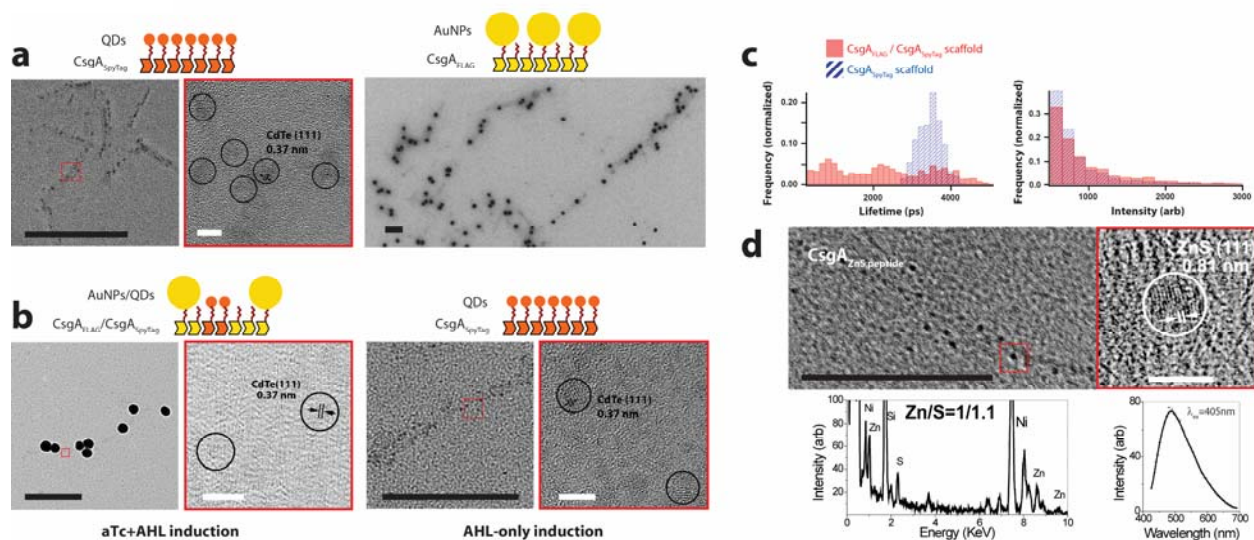 a
QDs
CsgA SpyTag
CdTe (111)
0.37 nm
AuNPs
CsgA FLAG
b
AuNPs/QDs
CsgA FLAG/CsgA SpyTag
CdTe(111)
0.37 nm
aTc+AHL induction
QDs
CsgA SpyTag
CdTe (111)
0.37 nm
AHL-only induction
c
CsgA FLAG / CsgA SpyTag scaffold
CsgA SpyTag scaffold
Frequency (normalized)
0.20
0.10
0.00
2000 4000
Lifetime (ps)
Frequency (normalized)
0.40
0.30
0.20
0.10
0.00
1000 2000 3000
Intensity (arb)
d
CsgA ZnS peptide
ZnS (111)
0.31 nm
Zn/S=1/1.1
Intensity (arb)
100
80
60
40
20
Ni
Zn
Si
S
Ni
Zn
Zn
0 2 4 6 8 10
Energy (KeV)
λex=405nm
Intensity (arb)
80
40
0
400 500 600 700
Wavelength (nm)